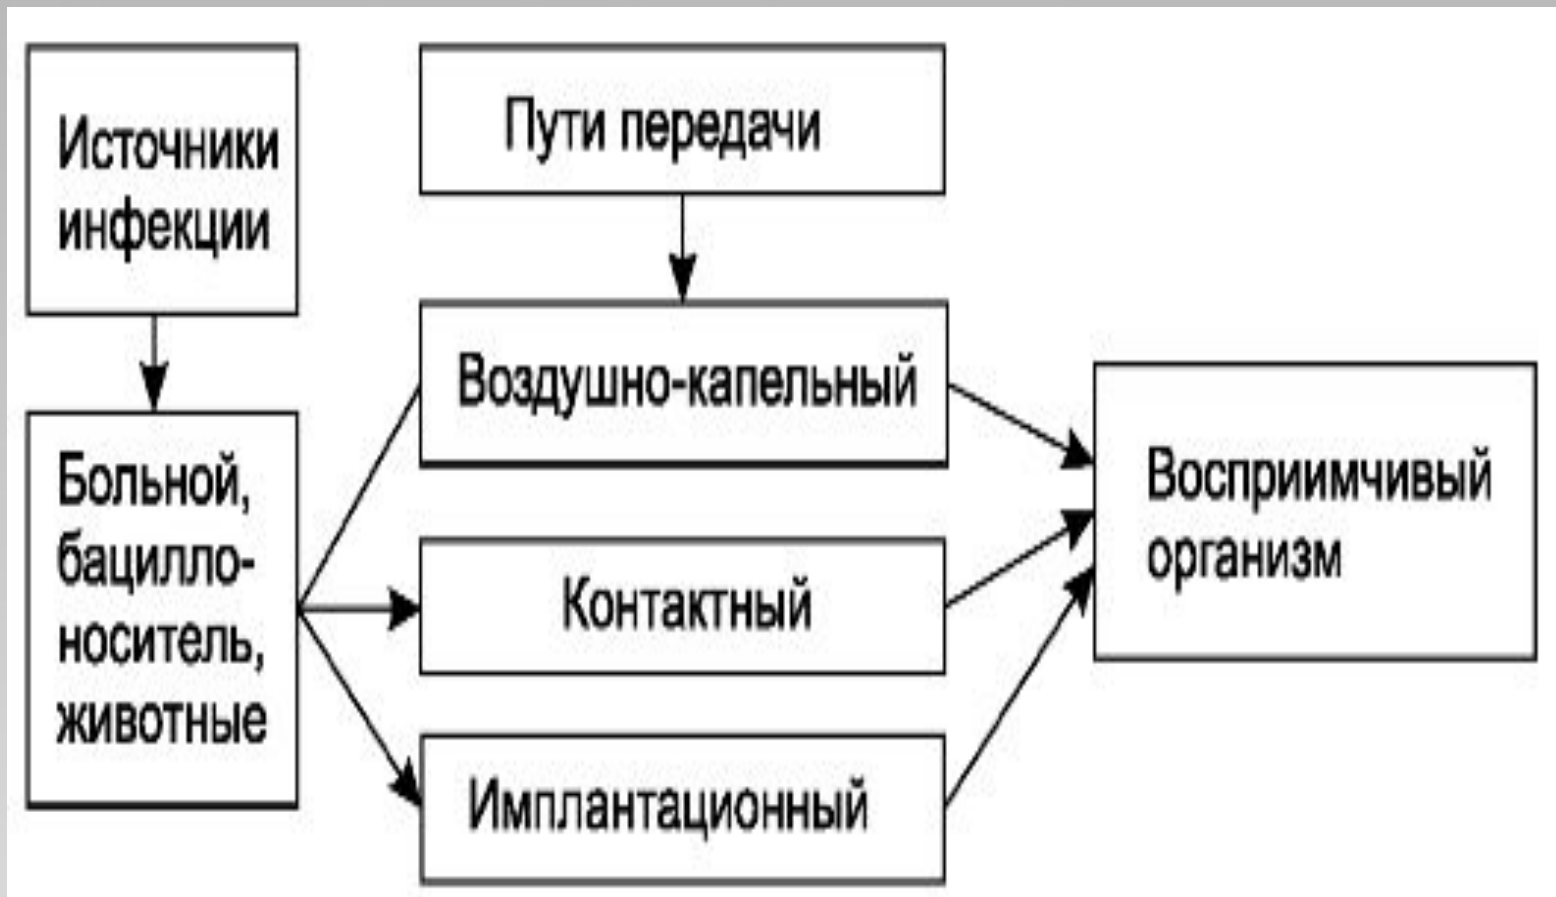 Источники
инфекции
Пути передачи
Больной,
бацилло-
носитель,
животные
Воздушно-капельный
Контактный
Имплантационный
Восприимчивый
организм